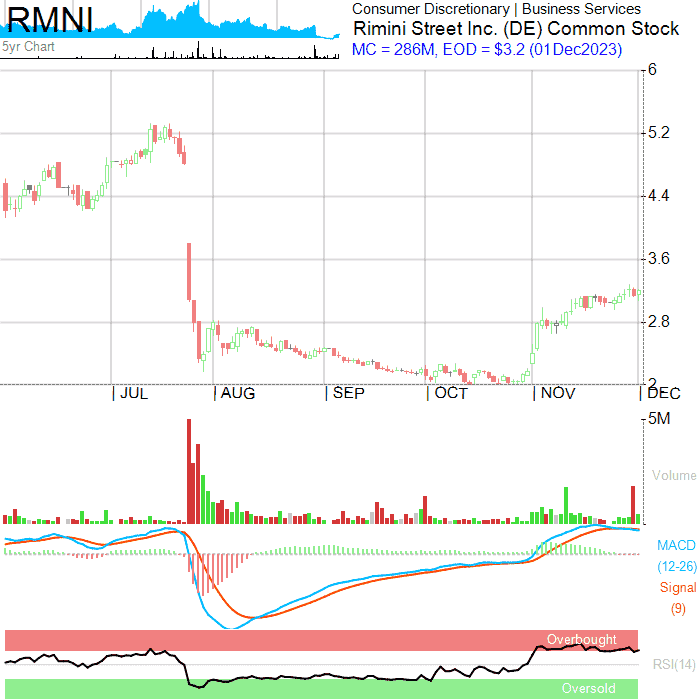 RMNI
5yr Chart
Consumer Discretionary | Business Services
Rimini Street Inc. (DE) Common Stock
MC = 286M, EOD = $3.2 (01Dec2023)
6
5.2
4.4
3.6
2.8
2
| JUL | AUG | SEP | OCT | NOV | DEC
5M
Volume
MACD
(12-26)
Signal
(9)
Overbought
RSI(14)
Oversold